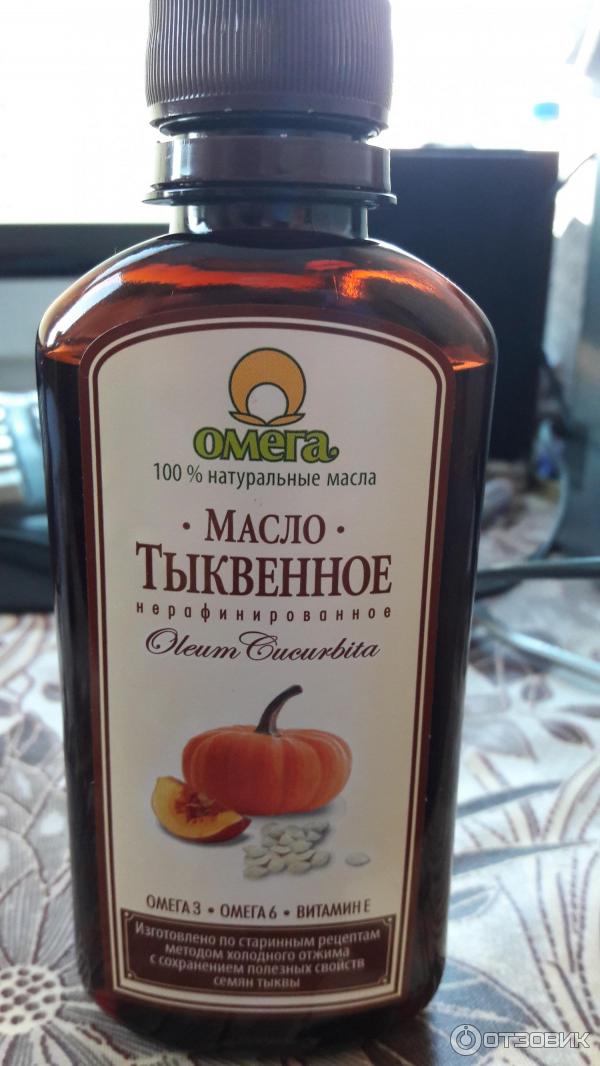 омега
100 % натуральные масла
· Масло ·
Тыквенное
нерафинированное
Oleum Cucurbita
ОМЕГА 3 • ОМЕГА 6 • ВИТАМИН Е
Изготовлено по старинным рецептам
методом холодного отжима
с сохранением полезных свойств
семян тыквы
ОТЗОВИК